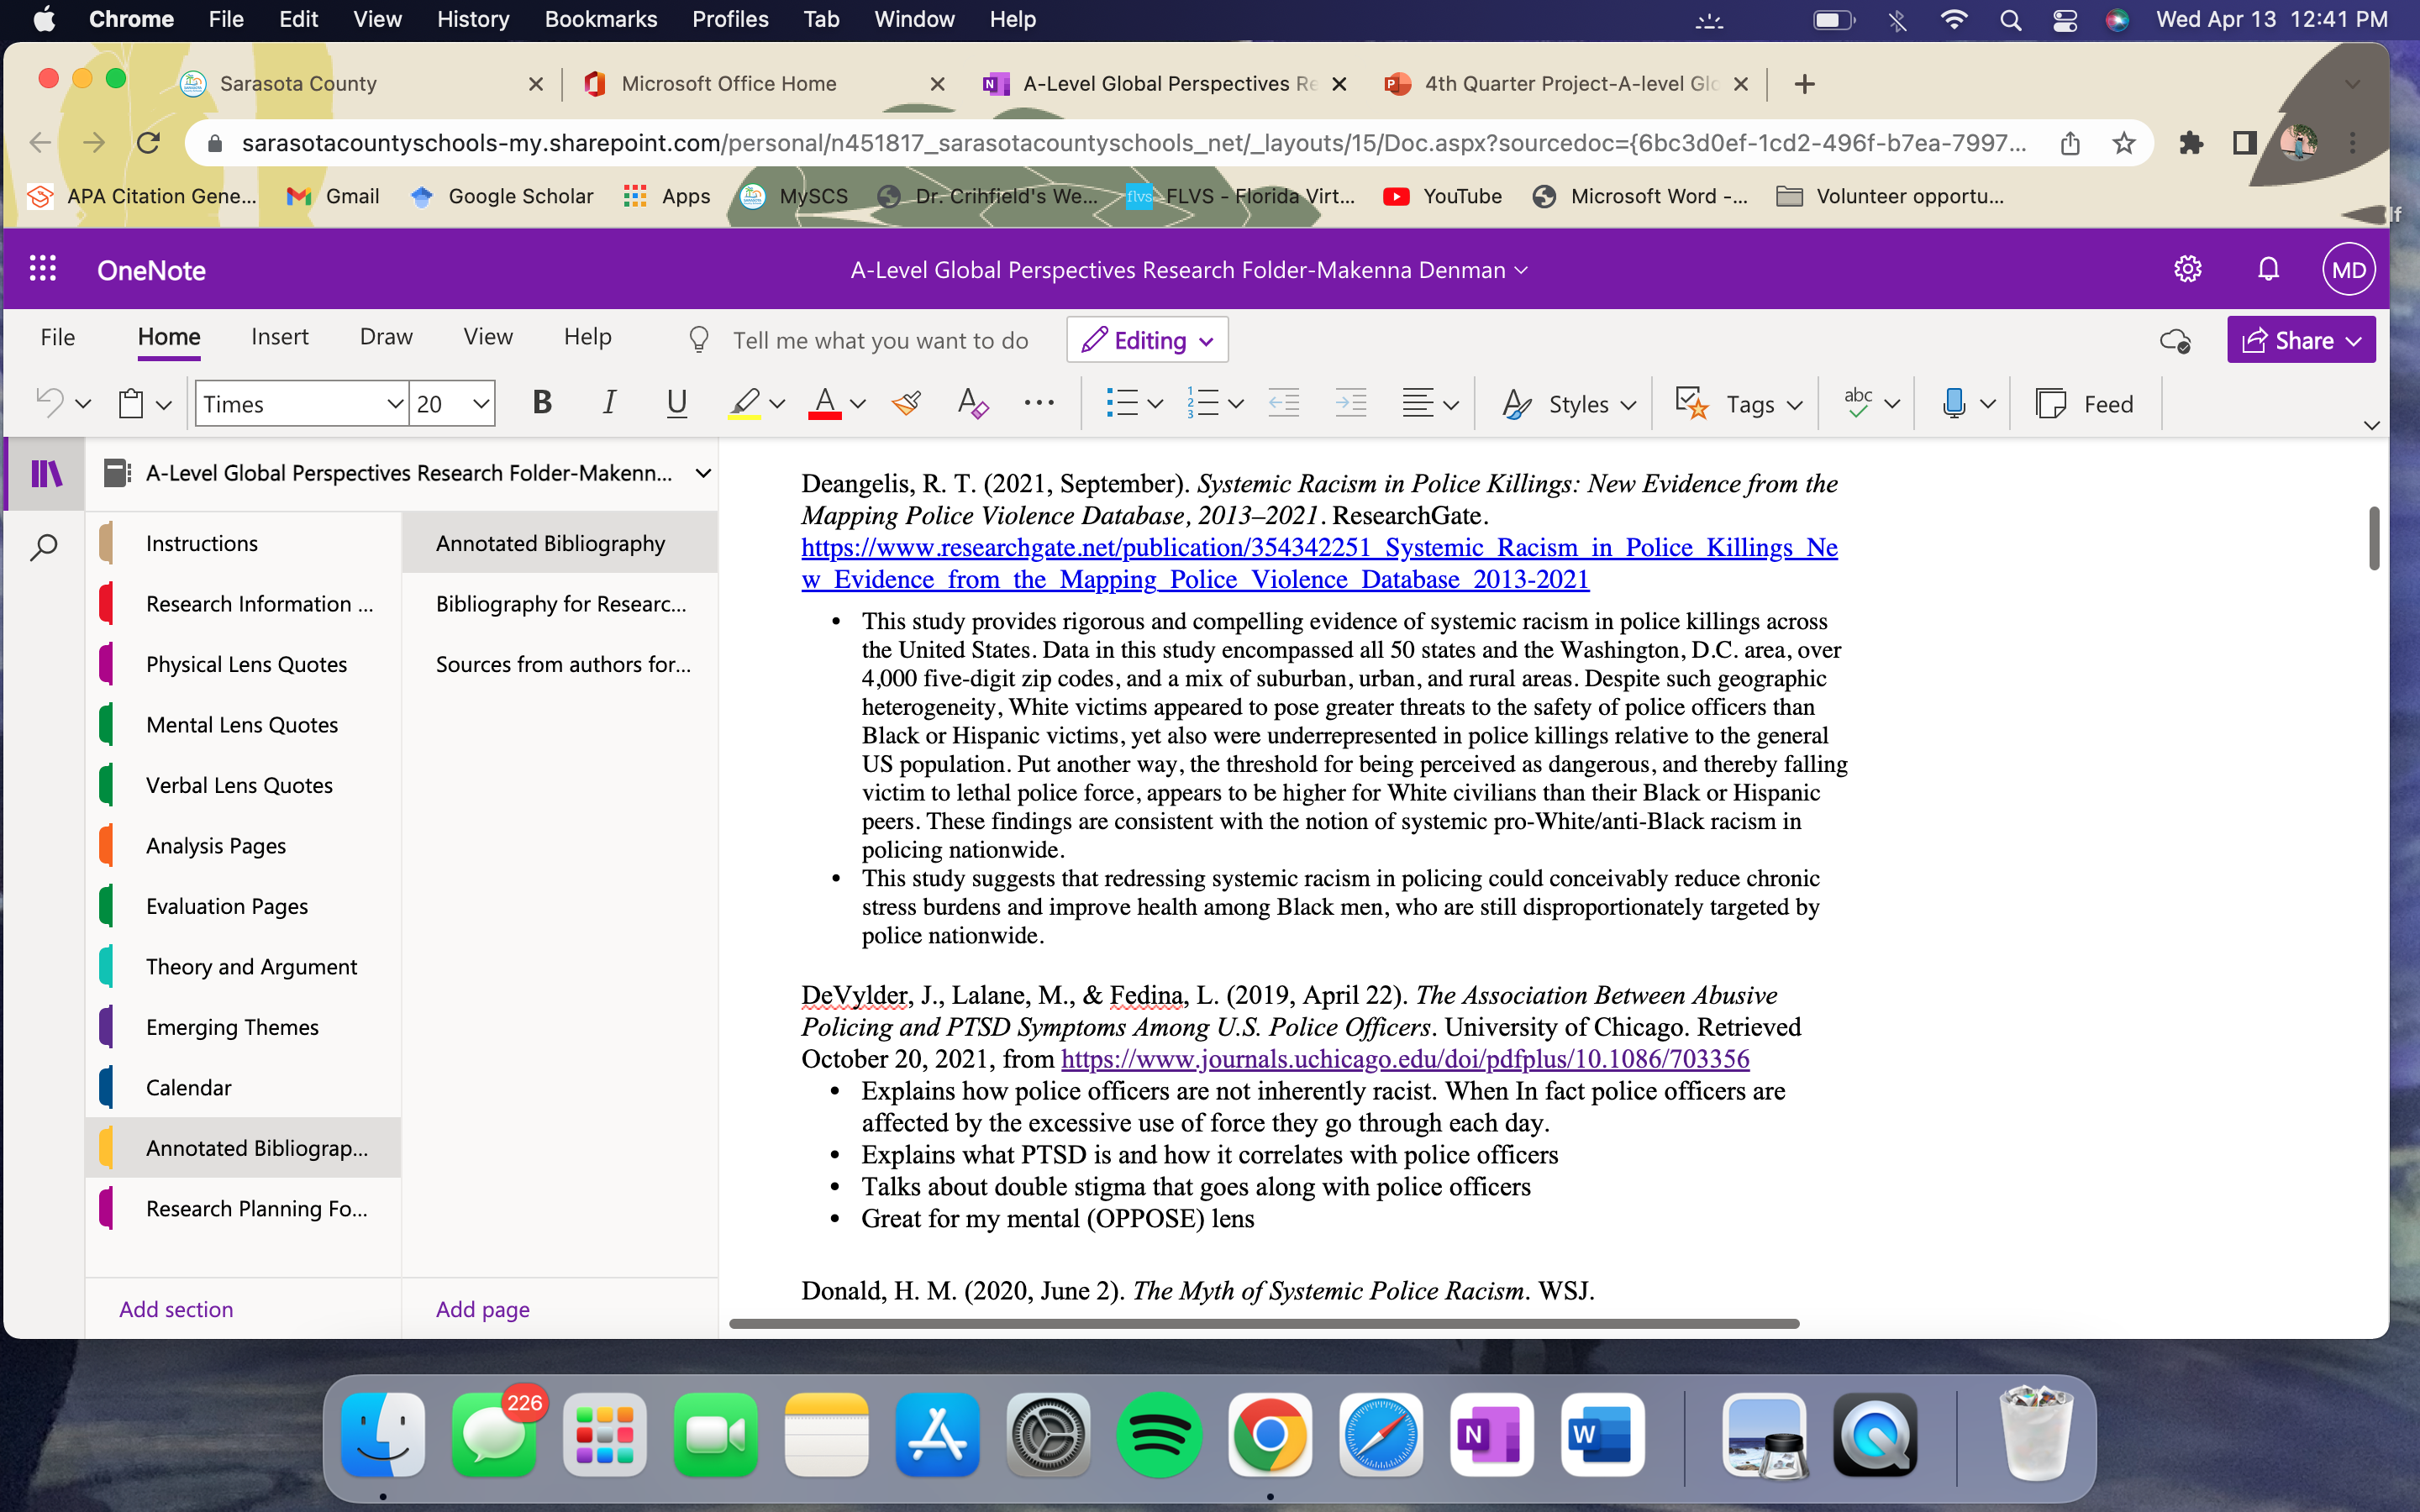 Chrome File Edit View History Bookmarks Profiles Tab Window Help Wed Apr 13 12:41 PM
Sarasota County Microsoft Office Home A-Level Global Perspectives Re 4th Quarter Project-A-level Glo
sarasotacountyschools-my.sharepoint.com/personal/n451817_sarasotacountyschools_net/_layouts/15/Doc.aspx?sourcedoc={6bc3d0ef-1cd2-496f-b7ea-7997...
APA Citation Gene... Gmail Google Scholar Apps MySCS Dr. Crihfield's We... flvs FLVS - Florida Virt... YouTube Microsoft Word -... Volunteer opportu...
lf
OneNote A-Level Global Perspectives Research Folder-Makenna Denman MD
File Home Insert Draw View Help Tell me what you want to do Editing Share
Times 20 B I U A A 1 2 3 Styles Tags abc Feed
A-Level Global Perspectives Research Folder-Makenn...
Instructions
Research Information ...
Physical Lens Quotes
Mental Lens Quotes
Verbal Lens Quotes
Analysis Pages
Evaluation Pages
Theory and Argument
Emerging Themes
Calendar
Annotated Bibliograp...
Research Planning Fo...
Add section
Annotated Bibliography
Bibliography for Researc...
Sources from authors for...
Add page
Deangelis, R. T. (2021, September). Systemic Racism in Police Killings: New Evidence from the
Mapping Police Violence Database, 2013–2021. ResearchGate.
https://www.researchgate.net/publication/354342251_Systemic_Racism_in_Police_Killings_Ne
w_Evidence_from_the_Mapping_Police_Violence_Database_2013-2021
• This study provides rigorous and compelling evidence of systemic racism in police killings across
the United States. Data in this study encompassed all 50 states and the Washington, D.C. area, over
4,000 five-digit zip codes, and a mix of suburban, urban, and rural areas. Despite such geographic
heterogeneity, White victims appeared to pose greater threats to the safety of police officers than
Black or Hispanic victims, yet also were underrepresented in police killings relative to the general
US population. Put another way, the threshold for being perceived as dangerous, and thereby falling
victim to lethal police force, appears to be higher for White civilians than their Black or Hispanic
peers. These findings are consistent with the notion of systemic pro-White/anti-Black racism in
policing nationwide.
• This study suggests that redressing systemic racism in policing could conceivably reduce chronic
stress burdens and improve health among Black men, who are still disproportionately targeted by
police nationwide.
DeVylder, J., Lalane, M., & Fedina, L. (2019, April 22). The Association Between Abusive
Policing and PTSD Symptoms Among U.S. Police Officers. University of Chicago. Retrieved
October 20, 2021, from https://www.journals.uchicago.edu/doi/pdfplus/10.1086/703356
• Explains how police officers are not inherently racist. When In fact police officers are
affected by the excessive use of force they go through each day.
• Explains what PTSD is and how it correlates with police officers
• Talks about double stigma that goes along with police officers
• Great for my mental (OPPOSE) lens
Donald, H. M. (2020, June 2). The Myth of Systemic Police Racism. WSJ.
226
N W